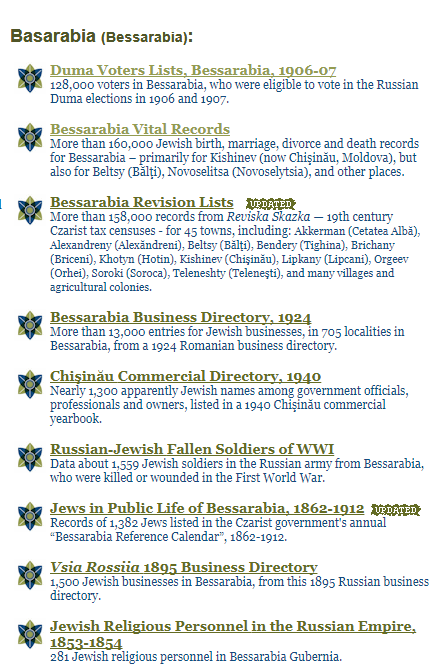 Basarabia (Bessarabia):
Duma Voters Lists, Bessarabia, 1906-07
128,000 voters in Bessarabia, who were eligible to vote in the Russian
Duma elections in 1906 and 1907.
Bessarabia Vital Records
More than 160,000 Jewish birth, marriage, divorce and death records
for Bessarabia – primarily for Kishinev (now Chişinău, Moldova), but
also for Beltsy (Bălţi), Novoselitsa (Novoselytsia), and other places.
Bessarabia Revision Lists UPDATED
More than 158,000 records from Reviska Skazka — 19th century
Czarist tax censuses - for 45 towns, including: Akkerman (Cetatea Albă),
Alexandreny (Alexăndreni), Beltsy (Bălţi), Bendery (Tighina), Brichany
(Briceni), Khotyn (Hotin), Kishinev (Chişinău), Lipkany (Lipcani), Orgeev
(Orhei), Soroki (Soroca), Teleneshty (Teleneşti), and many villages and
agricultural colonies.
Bessarabia Business Directory, 1924
More than 13,000 entries for Jewish businesses, in 705 localities in
Bessarabia, from a 1924 Romanian business directory.
Chişinău Commercial Directory, 1940
Nearly 1,300 apparently Jewish names among government officials,
professionals and owners, listed in a 1940 Chişinău commercial
yearbook.
Russian-Jewish Fallen Soldiers of WWI
Data about 1,559 Jewish soldiers in the Russian army from Bessarabia,
who were killed or wounded in the First World War.
Jews in Public Life of Bessarabia, 1862-1912 UPDATED
Records of 1,382 Jews listed in the Czarist government's annual
“Bessarabia Reference Calendar”, 1862-1912.
Vsia Rossiia 1895 Business Directory
1,500 Jewish businesses in Bessarabia, from this 1895 Russian business
directory.
Jewish Religious Personnel in the Russian Empire,
1853-1854
281 Jewish religious personnel in Bessarabia Gubernia.